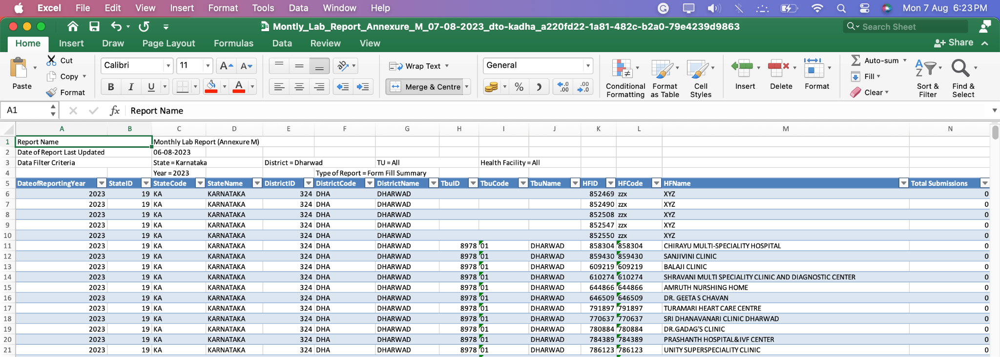 Excel File Edit View Insert Format Tools Data Window Help Mon 7 Aug 6:23 PM
Montly_Lab_Report_Annexure_M_07-08-2023_dto-kadha_a220fd22-1a81-482c-b2a0-79e4239d9863 Search Sheet
Home Insert Draw Page Layout Formulas Data Review View Share
Paste Cut Copy Format Calibri 11 A A B I U A Wrap Text Merge & Centre General % Conditional Formatting Format as Table Cell Styles Insert Delete Format Auto-sum Fill Clear Sort & Filter Find & Select
A1 fx Report Name
A B C D E F G H I J K L M N
1 Report Name Monthly Lab Report (Annexure M)
2 Date of Report Last Updated 06-08-2023
3 Data Filter Criteria State = Karnataka District = Dharwad TU = All Health Facility = All
4 Year = 2023 Type of Report = Form Fill Summary
5 DateofReportingYear StateID StateCode StateName DistrictID DistrictCode DistrictName TbuID TbuCode TbuName HFID HFCode HFName Total Submissions
6 2023 19 KA KARNATAKA 324 DHA DHARWAD 852469 zzx XYZ 0
7 2023 19 KA KARNATAKA 324 DHA DHARWAD 852490 zzx XYZ 0
8 2023 19 KA KARNATAKA 324 DHA DHARWAD 852508 zzx XYZ 0
9 2023 19 KA KARNATAKA 324 DHA DHARWAD 852547 zzx XYZ 0
10 2023 19 KA KARNATAKA 324 DHA DHARWAD 852550 zzx XYZ 0
11 2023 19 KA KARNATAKA 324 DHA DHARWAD 8978 01 DHARWAD 858304 858304 CHIRAYU MULTI-SPECIALITY HOSPITAL 0
12 2023 19 KA KARNATAKA 324 DHA DHARWAD 8978 01 DHARWAD 859430 859430 SANJIVINI CLINIC 0
13 2023 19 KA KARNATAKA 324 DHA DHARWAD 8978 01 DHARWAD 609219 609219 BALAJI CLINIC 0
14 2023 19 KA KARNATAKA 324 DHA DHARWAD 8978 01 DHARWAD 610274 610274 SHRAVANI MULTI SPECIALITY CLINIC AND DIAGNOSTIC CENTER 0
15 2023 19 KA KARNATAKA 324 DHA DHARWAD 8978 01 DHARWAD 644866 644866 AMRUTH NURSHING HOME 0
16 2023 19 KA KARNATAKA 324 DHA DHARWAD 8978 01 DHARWAD 646509 646509 DR. GEETA S CHAVAN 0
17 2023 19 KA KARNATAKA 324 DHA DHARWAD 8978 01 DHARWAD 791897 791897 TURAMARI HEART CARE CENTRE 0
18 2023 19 KA KARNATAKA 324 DHA DHARWAD 8978 01 DHARWAD 770637 770637 SRI DHANAVANARI CLINIC DHARWAD 0
19 2023 19 KA KARNATAKA 324 DHA DHARWAD 8978 01 DHARWAD 780884 780884 DR.GADAG'S CLINIC 0
20 2023 19 KA KARNATAKA 324 DHA DHARWAD 8978 01 DHARWAD 784389 784389 PRASHANTH HOSPITAL&IVF CENTER 0
21 2023 19 KA KARNATAKA 324 DHA DHARWAD 8978 01 DHARWAD 786123 786123 UNITY SUPERSPECIALITY CLINIC 0